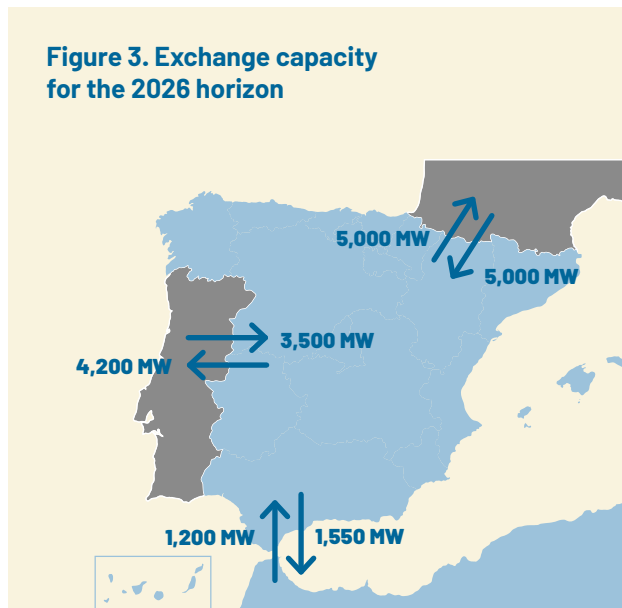 Figure 3. Exchange capacity
for the 2026 horizon
5,000 MW
5,000 MW
3,500 MW
4,200 MW
1,200 MW
1,550 MW